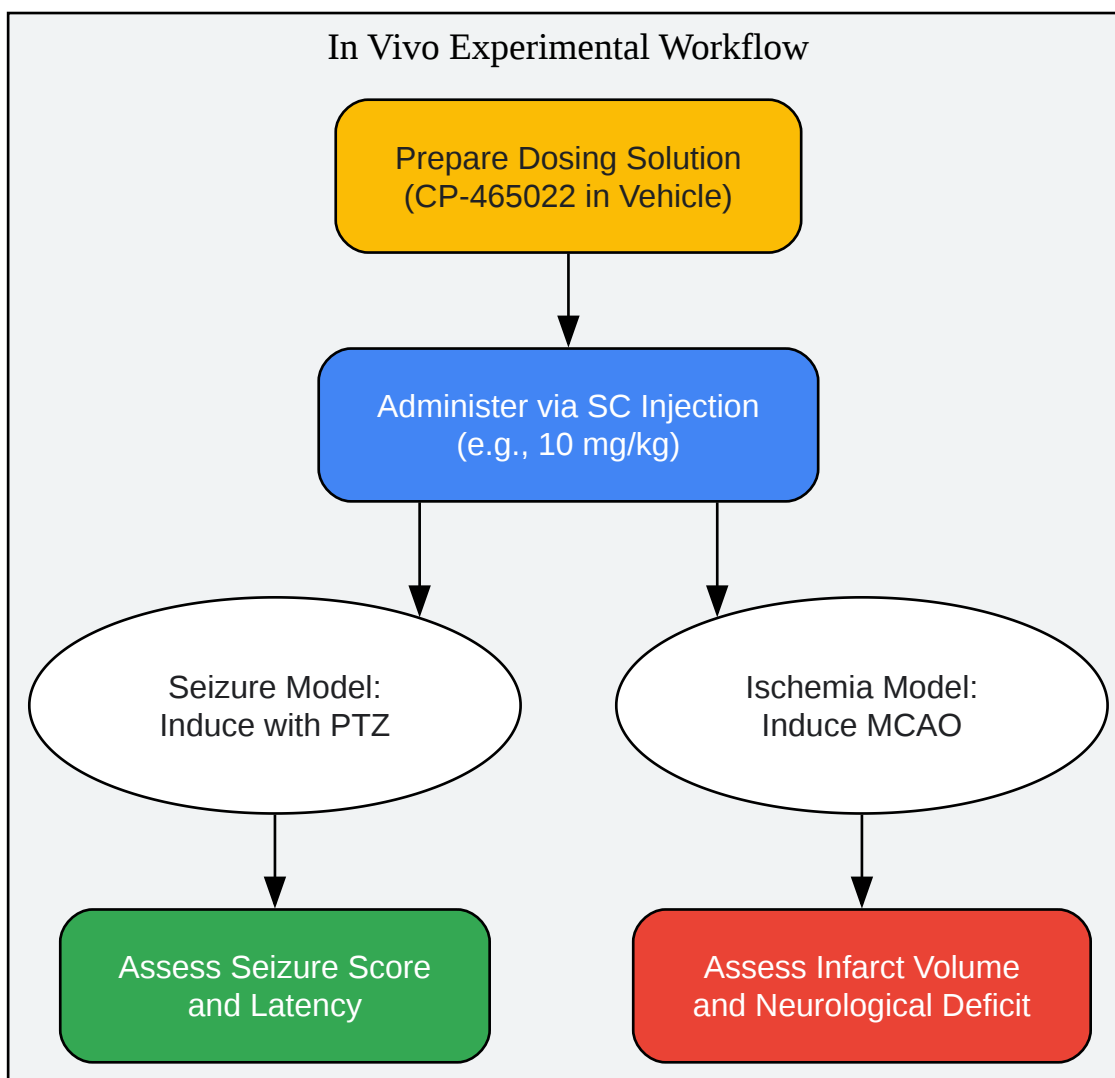 In Vivo Experimental Workflow
Prepare Dosing Solution
(CP-465022 in Vehicle)
Administer via SC Injection
(e.g., 10 mg/kg)
Seizure Model:
Induce with PTZ
Ischemia Model:
Induce MCAO
Assess Seizure Score
and Latency
Assess Infarct Volume
and Neurological Deficit